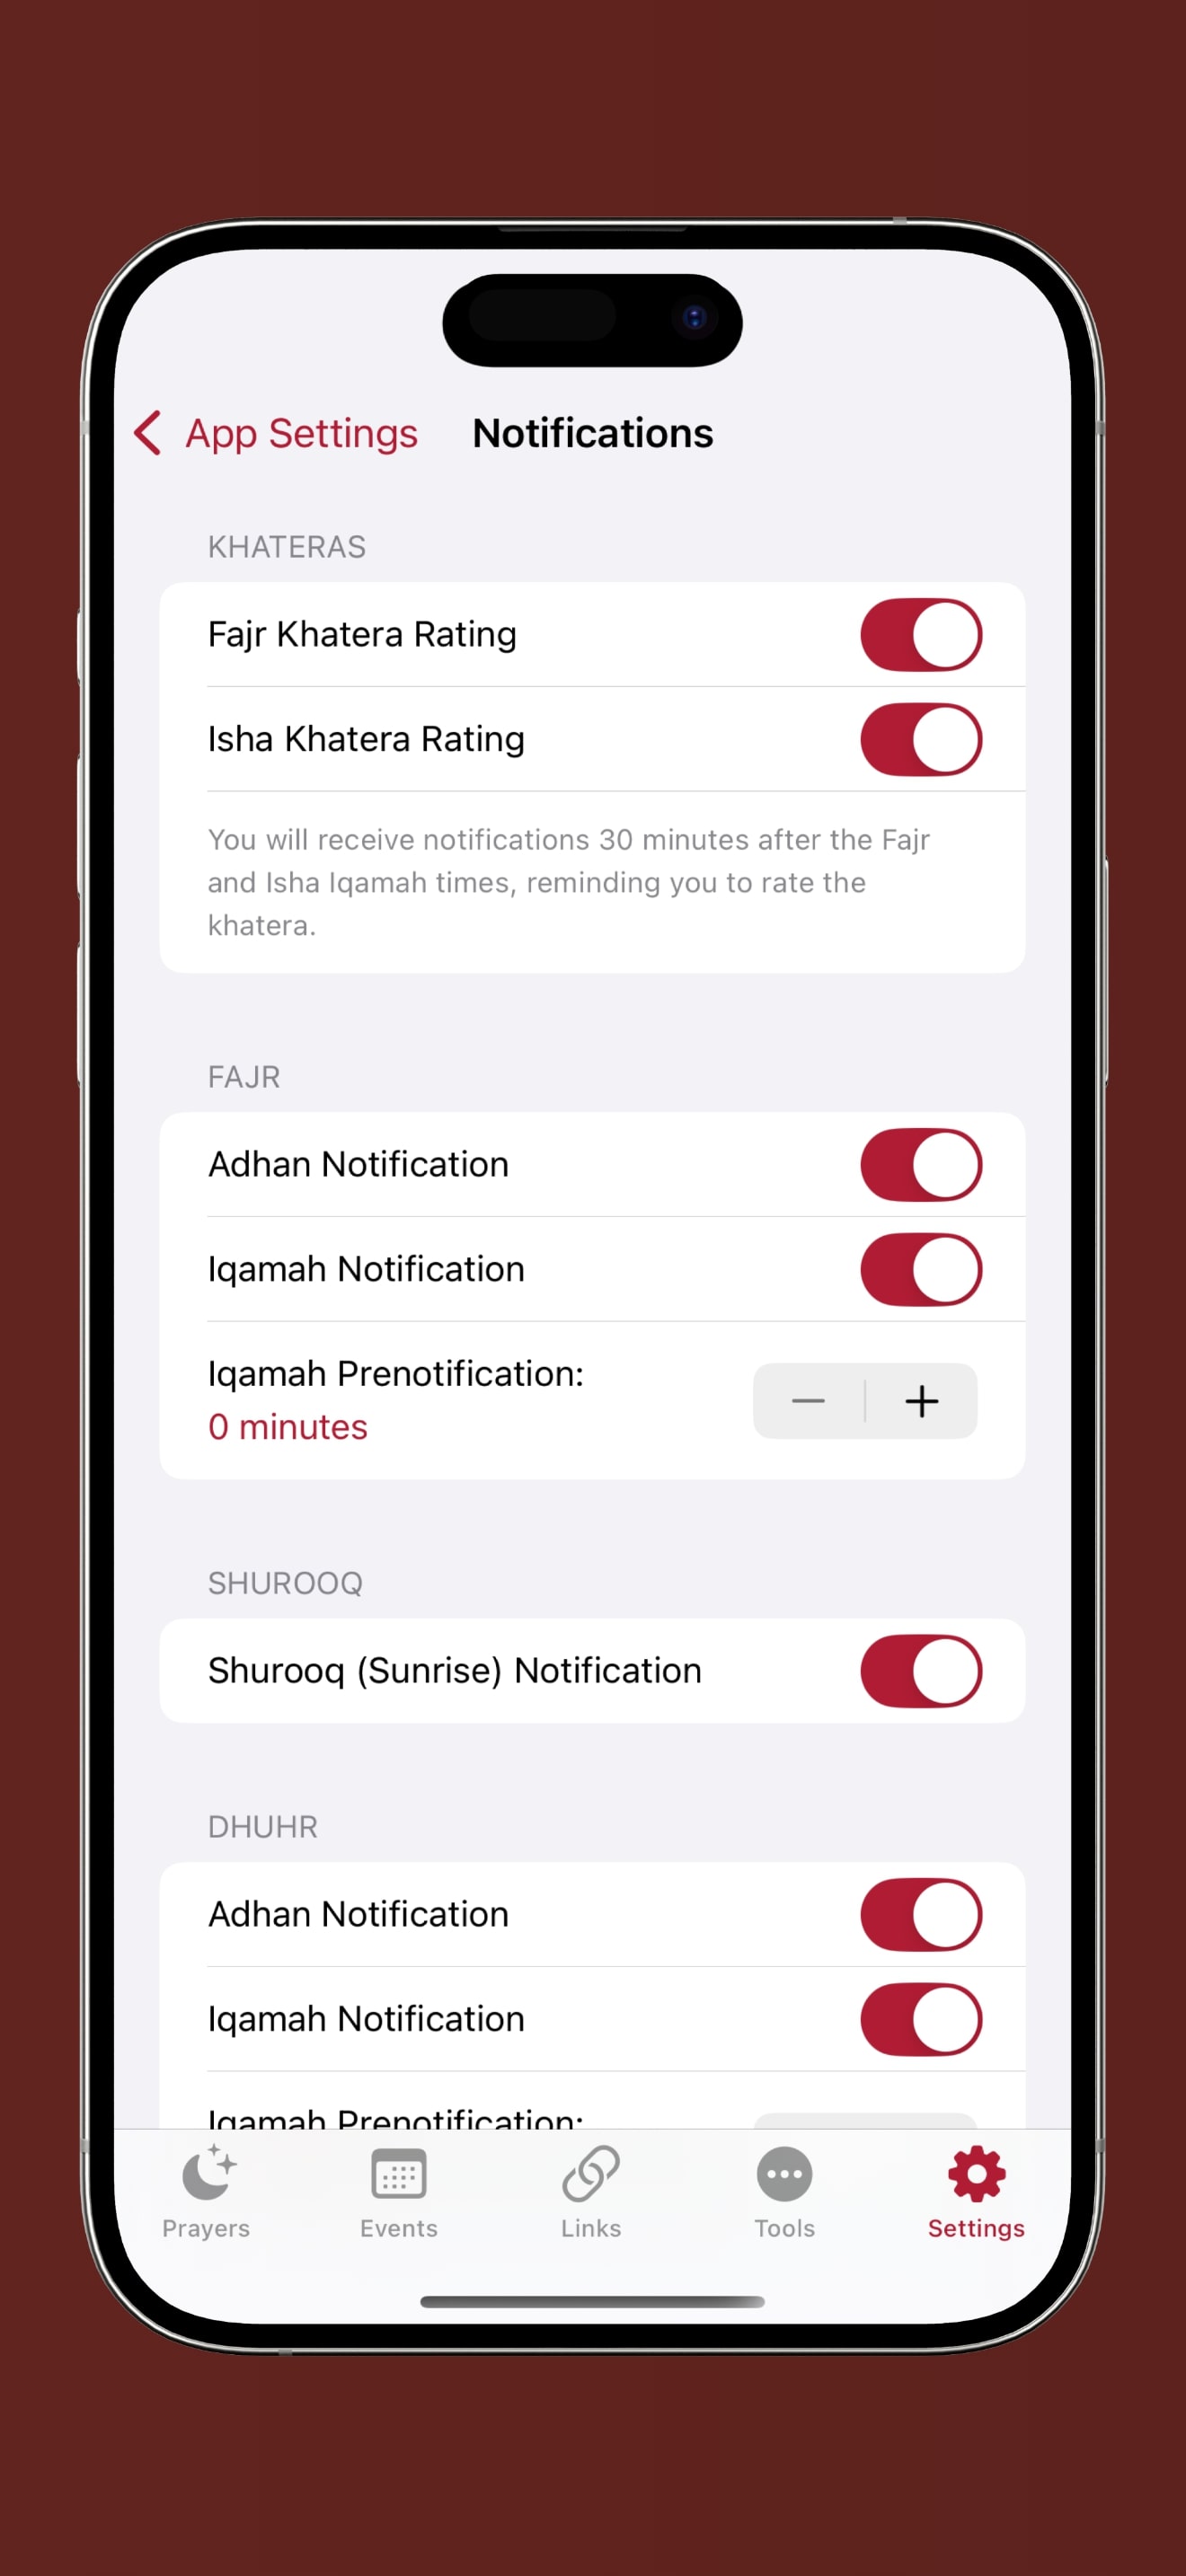 App Settings
Notifications
KHATERAS
Fajr Khatera Rating
Isha Khatera Rating
You will receive notifications 30 minutes after the Fajr
and Isha Iqamah times, reminding you to rate the
khatera.
FAJR
Adhan Notification
Iqamah Notification
Iqamah Prenotification:
0 minutes
SHUROOQ
Shurooq (Sunrise) Notification
DHUHR
Adhan Notification
Iqamah Notification
Iqamah Prenotification:
Prayers
Events
Links
Tools
Settings